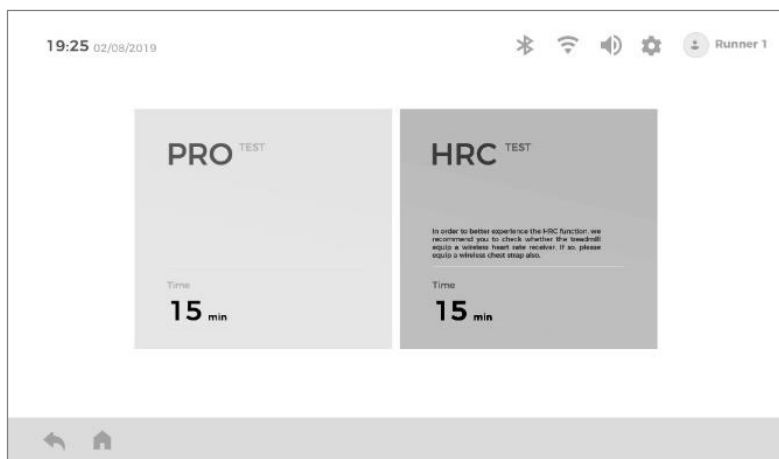 19:25 02/08/2019
Runner 1
PRO TEST
HRC TEST
In order to better experience the HRC function, we
recommend you to check whether the treadmill
equip a wireless heart rate receiver. If so, please
equip a wireless chest strap also.
Time
15 min
Time
15 min